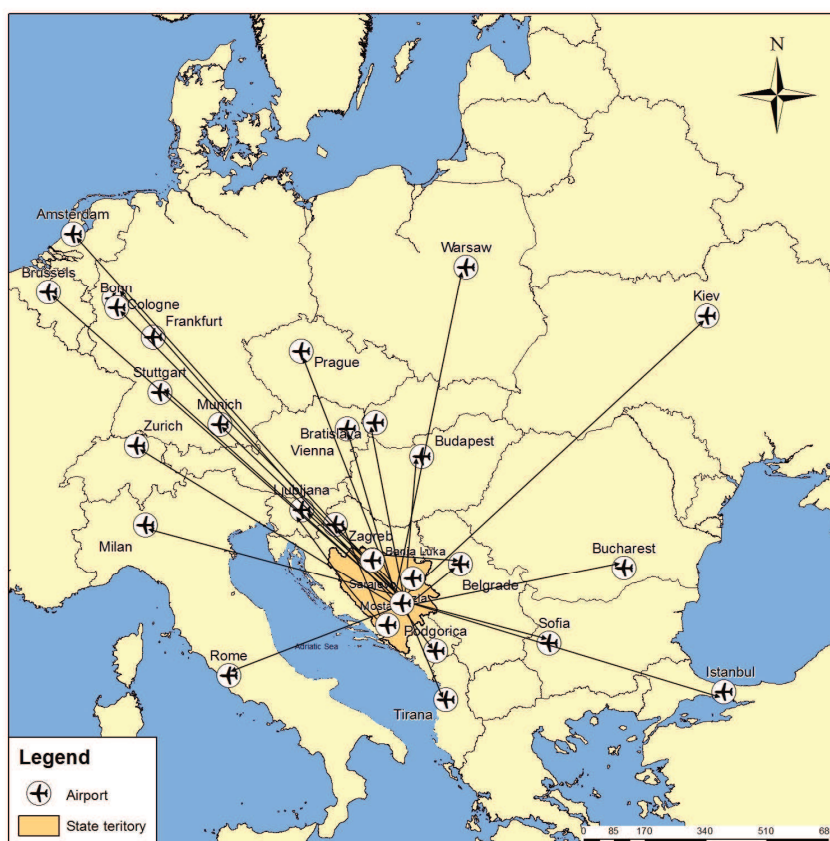 N
Amsterdam
Warsaw
Brussels
Bonn
Kiev
Cologne
Frankfurt
Prague
Stuttgart
Munich
Zurich
Bratislava
Budapest
Vienna
Ljubljana
Zagreb
Milan
Banja Luka
Bucharest
Belgrade
Sarajevo
Sofia
Podgorica
Adriatic Sea
Rome
Istanbul
Tirana
Legend
Airport
State teritory
0 85 170 340 510